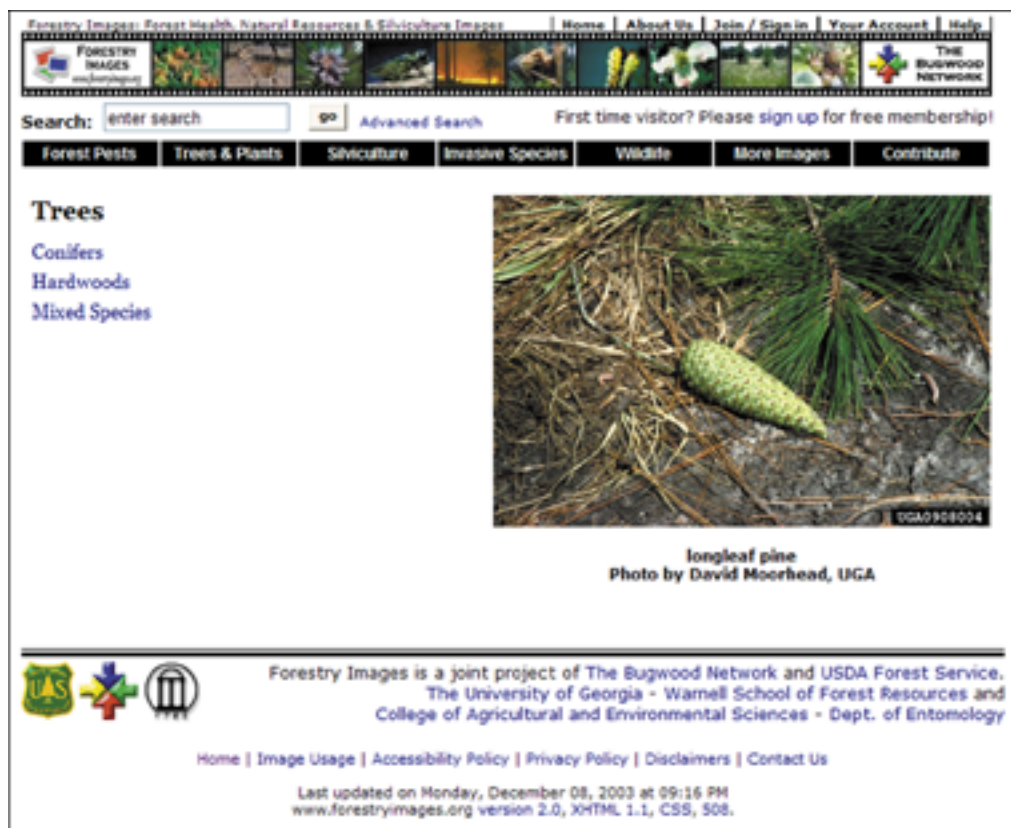 Forestry Images: Forest Health, Natural Resources & Silviculture Images | Home | About Us | Join / Sign in | Your Account | Help |
FORESTRY
IMAGES
www.forestryimages.org
THE
BUGWOOD
NETWORK
Search: enter search go Advanced Search First time visitor? Please sign up for free membership!
Forest Pests Trees & Plants Silviculture Invasive Species Wildlife More Images Contribute
Trees
Conifers
Hardwoods
Mixed Species
UGA0908004
longleaf pine
Photo by David Moorhead, UGA
UAS
Forestry Images is a joint project of The Bugwood Network and USDA Forest Service.
The University of Georgia - Warnell School of Forest Resources and
College of Agricultural and Environmental Sciences - Dept. of Entomology
Home | Image Usage | Accessibility Policy | Privacy Policy | Disclaimers | Contact Us
Last updated on Monday, December 08, 2003 at 09:16 PM
www.forestryimages.org version 2.0, XHTML 1.1, CSS, 508.